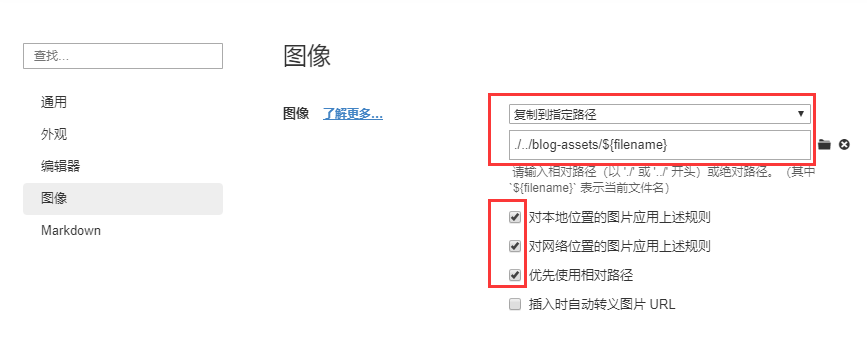 查找...
图像
通用
外观
编辑器
图像
Markdown
图像 了解更多...
复制到指定路径
./../blog-assets/${filename}
请输入相对路径（以 './' 或 '../' 开头）或绝对路径。（其中
`${filename}` 表示当前文件名）
对本地位置的图片应用上述规则
对网络位置的图片应用上述规则
优先使用相对路径
插入时自动转义图片 URL